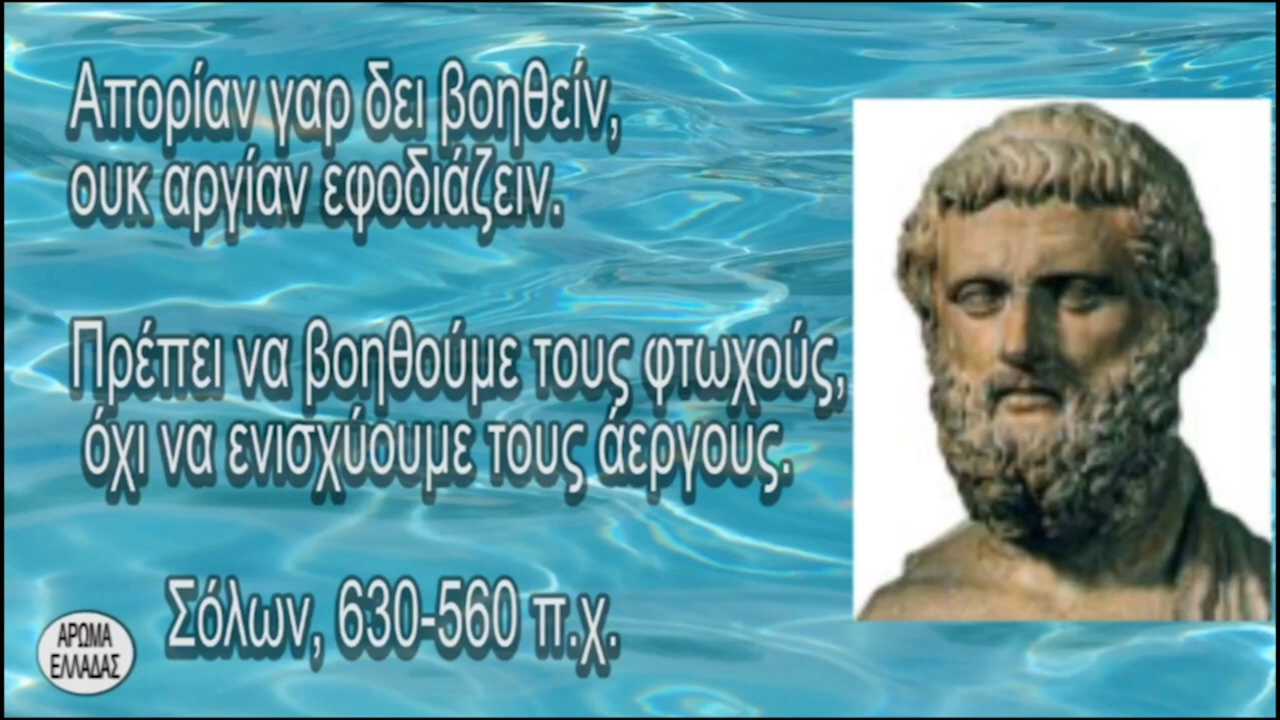 Απορίαν γαρ δει βοηθείν,
ουκ αργίαν εφοδιάζειν.
Πρέπει να βοηθούμε τους φτωχούς,
όχι να ενισχύουμε τους άεργους.
Σόλων, 630-560 π.χ.
ΑΡΩΜΑ
ΕΛΛΑΔΑΣ